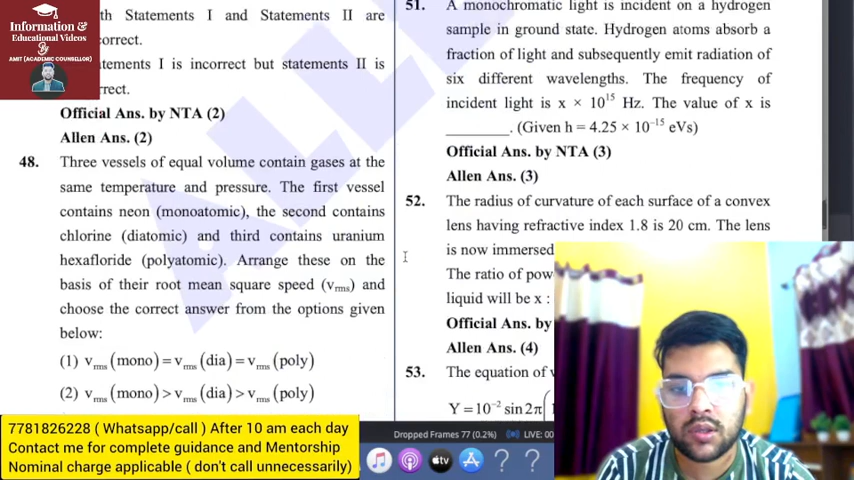 Information &
Educational Videos
By
AMIT (ACADEMIC COUNSELLOR)
th Statements I and Statements II are
correct.
tements I is incorrect but statements II is
rrect.
Official Ans. by NTA (2)
Allen Ans. (2)
48. Three vessels of equal volume contain gases at the
same temperature and pressure. The first vessel
contains neon (monoatomic), the second contains
chlorine (diatomic) and third contains uranium
hexafloride (polyatomic). Arrange these on the
basis of their root mean square speed (vrms) and
choose the correct answer from the options given
below:
(1) vrms (mono) = vrms (dia) = vrms (poly)
(2) vrms (mono) > vrms (dia) > vrms (poly)
7781826228 ( Whatsapp/call ) After 10 am each day
Contact me for complete guidance and Mentorship
Nominal charge applicable ( don't call unnecessarily)
51. A monochromatic light is incident on a hydrogen
sample in ground state. Hydrogen atoms absorb a
fraction of light and subsequently emit radiation of
six different wavelengths. The frequency of
incident light is x × 10¹⁵ Hz. The value of x is
________. (Given h = 4.25 × 10⁻¹⁵ eVs)
Official Ans. by NTA (3)
Allen Ans. (3)
52. The radius of curvature of each surface of a convex
lens having refractive index 1.8 is 20 cm. The lens
is now immersed
The ratio of pow
liquid will be x :
Official Ans. by
Allen Ans. (4)
53. The equation of
Y = 10⁻² sin 2π(
Dropped Frames 77 (0.2%) LIVE: 00
tv